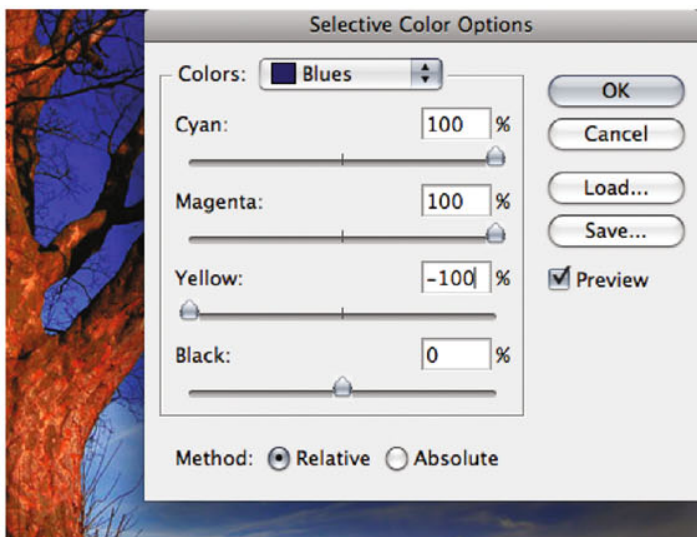 Selective Color Options
Colors: Blues
OK
Cyan: 100 %
Cancel
Magenta: 100 %
Load...
Save...
Yellow: -100 %
Preview
Black: 0 %
Method: Relative Absolute